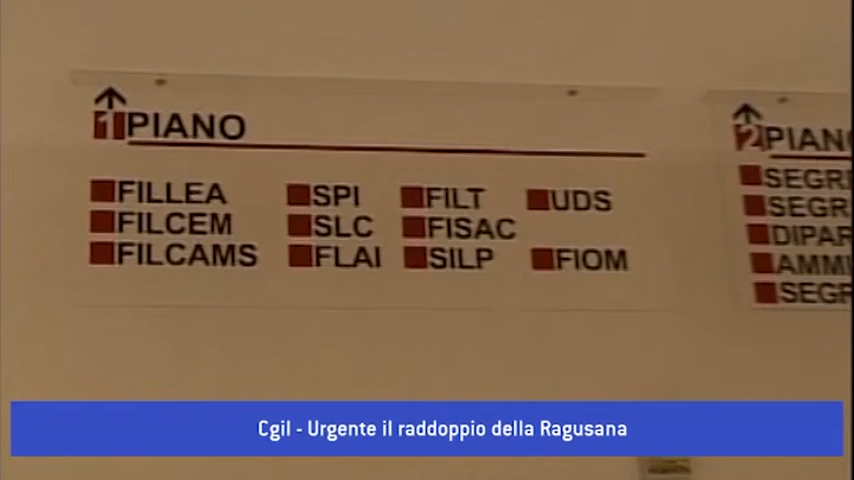 1 PIANO
FILLEA SPI FILT UDS
FILCEM SLC FISAC
FILCAMS FLAI SILP FIOM
2 PIANO
SEGR
SEGR
DIPAR
AMMI
SEGR
Cgil - Urgente il raddoppio della Ragusana